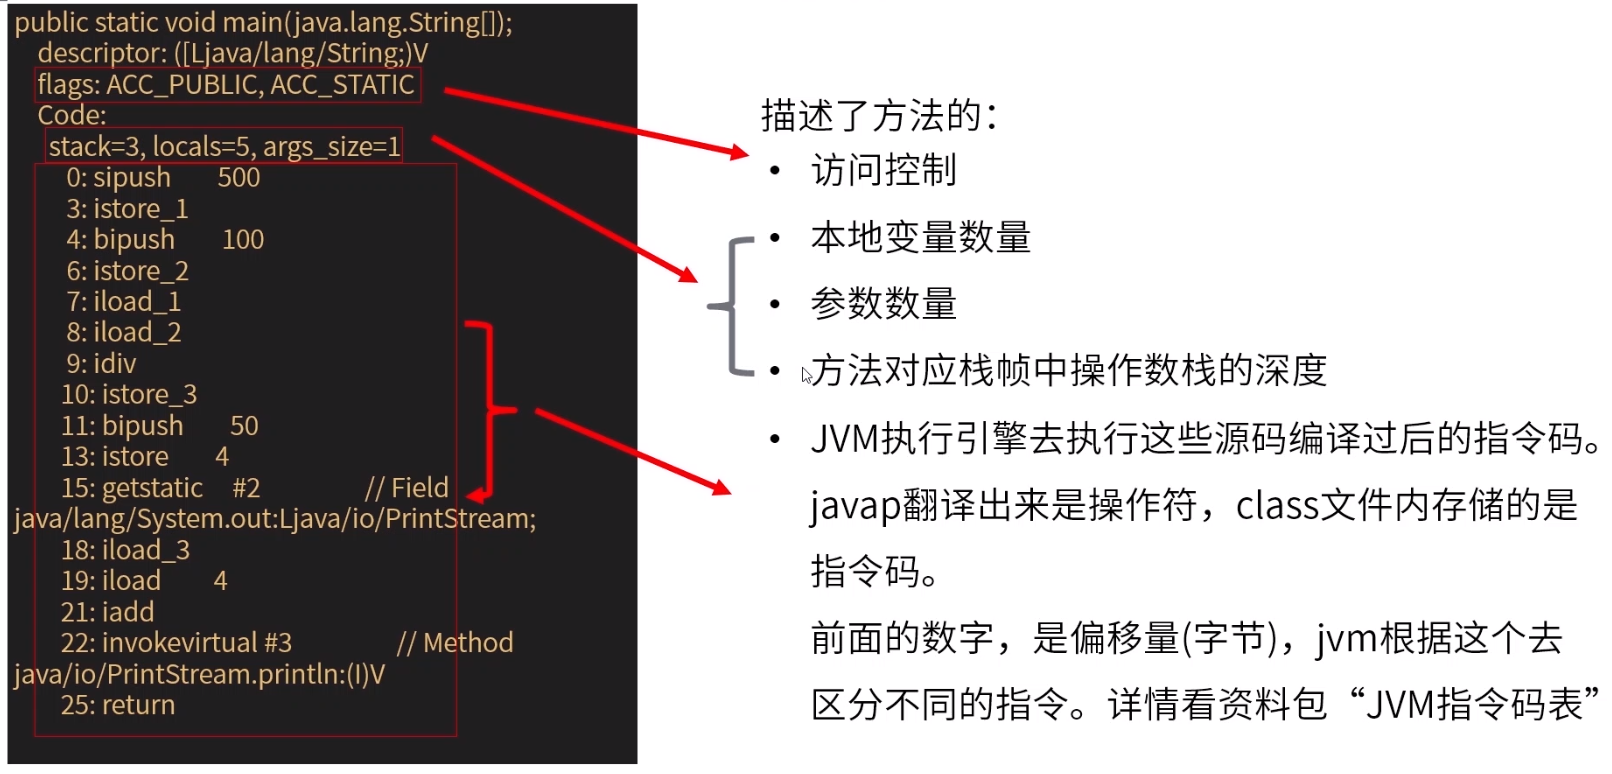 public static void main(java.lang.String[]);
descriptor: ([Ljava/lang/String;)V
flags: ACC_PUBLIC, ACC_STATIC
Code:
stack=3, locals=5, args_size=1
0: sipush 500
3: istore_1
4: bipush 100
6: istore_2
7: iload_1
8: iload_2
9: idiv
10: istore_3
11: bipush 50
13: istore 4
15: getstatic #2 // Field
java/lang/System.out:Ljava/io/PrintStream;
18: iload_3
19: iload 4
21: iadd
22: invokevirtual #3 // Method
java/io/PrintStream.println:(I)V
25: return
描述了方法的：
• 访问控制
• 本地变量数量
• 参数数量
• 方法对应栈帧中操作数栈的深度
• JVM执行引擎去执行这些源码编译过后的指令码。
javap翻译出来是操作符，class文件内存储的是
指令码。
前面的数字，是偏移量(字节)，jvm根据这个去
区分不同的指令。详情看资料包“JVM指令码表”